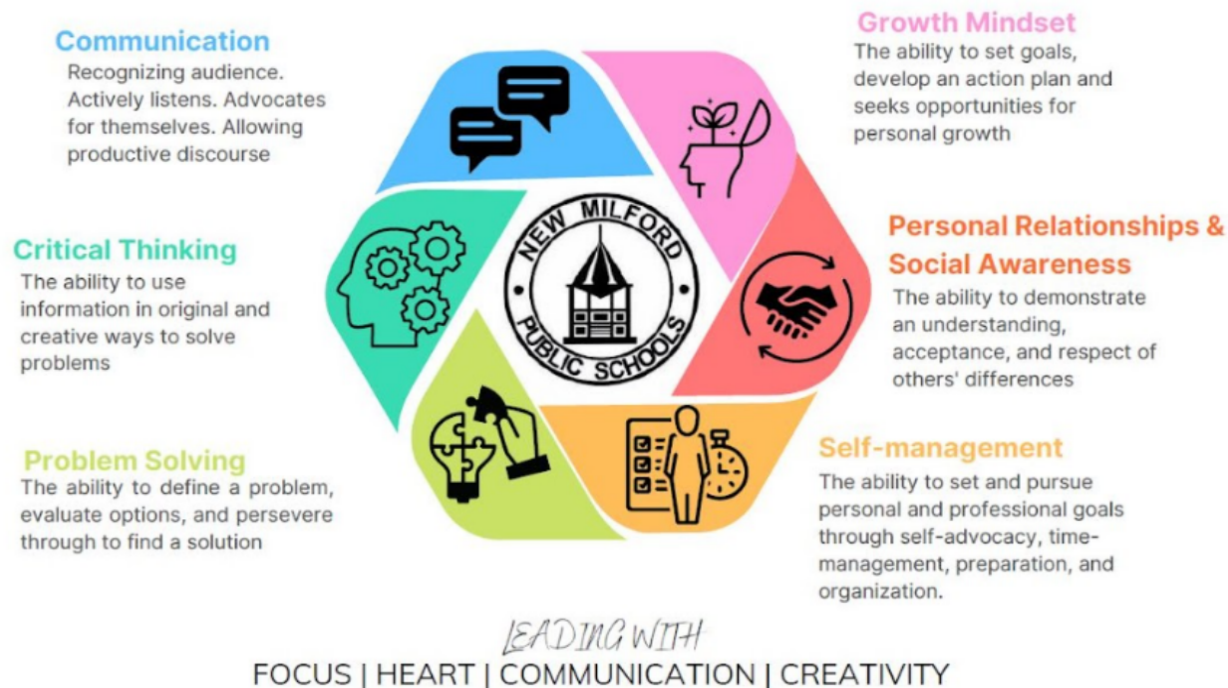 Communication
Recognizing audience.
Actively listens. Advocates
for themselves. Allowing
productive discourse
Growth Mindset
The ability to set goals,
develop an action plan and
seeks opportunities for
personal growth
Critical Thinking
The ability to use
information in original and
creative ways to solve
problems
NEW MILFORD
PUBLIC SCHOOLS
Personal Relationships &
Social Awareness
The ability to demonstrate
an understanding,
acceptance, and respect of
others' differences
Problem Solving
The ability to define a problem,
evaluate options, and persevere
through to find a solution
Self-management
The ability to set and pursue
personal and professional goals
through self-advocacy, time-
management, preparation, and
organization.
LEADING WITH
FOCUS | HEART | COMMUNICATION | CREATIVITY